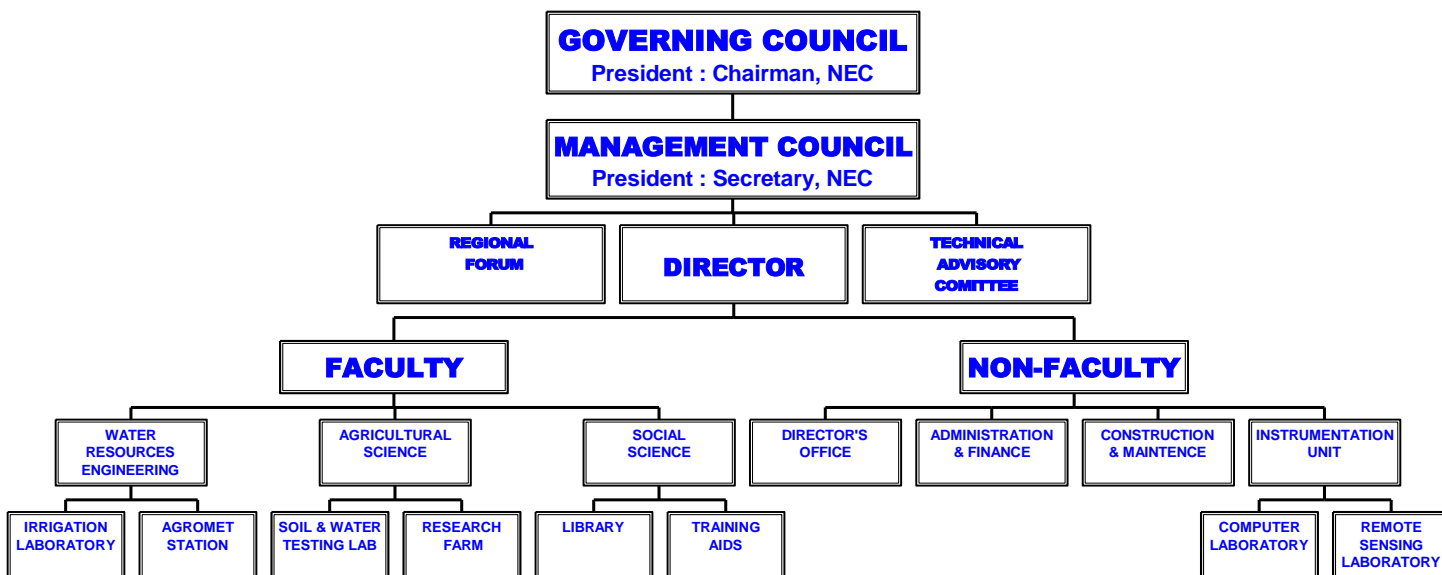 GOVERNING COUNCIL
President : Chairman, NEC
MANAGEMENT COUNCIL
President : Secretary, NEC
REGIONAL
FORUM
DIRECTOR
TECHNICAL
ADVISORY
COMITTEE
FACULTY
NON-FACULTY
WATER
RESOURCES
ENGINEERING
AGRICULTURAL
SCIENCE
SOCIAL
SCIENCE
DIRECTOR'S
OFFICE
ADMINISTRATION
& FINANCE
CONSTRUCTION
& MAINTENCE
INSTRUMENTATION
UNIT
IRRIGATION
LABORATORY
AGROMET
STATION
SOIL & WATER
TESTING LAB
RESEARCH
FARM
LIBRARY
TRAINING
AIDS
COMPUTER
LABORATORY
REMOTE
SENSING
LABORATORY